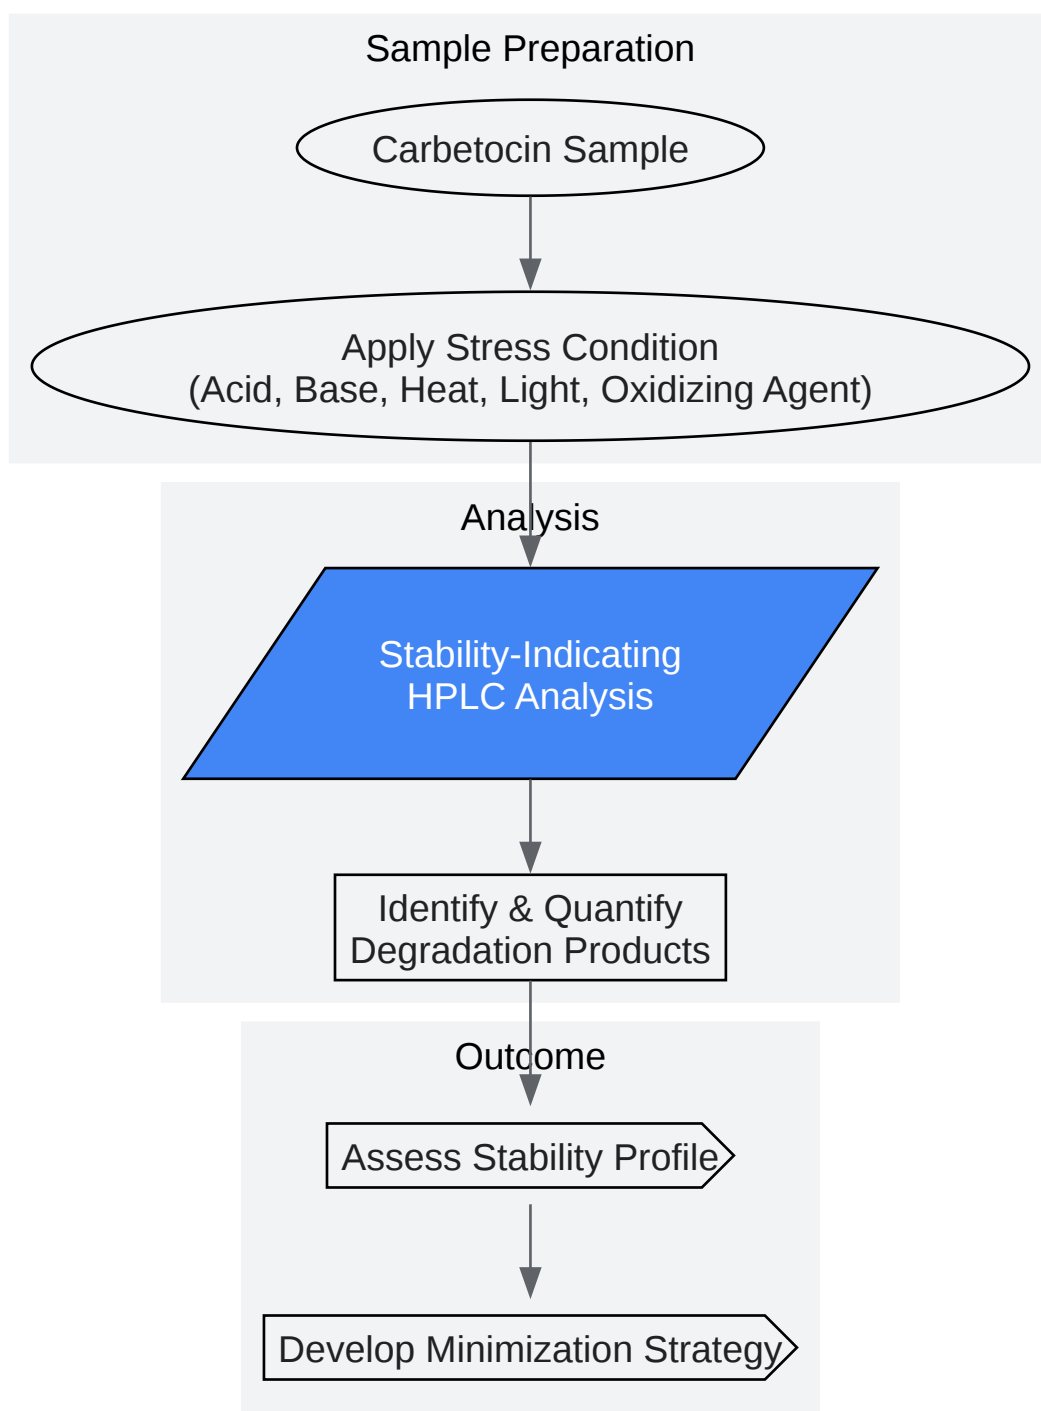 Sample Preparation
Carbetocin Sample
Apply Stress Condition
(Acid, Base, Heat, Light, Oxidizing Agent)
Analysis
Stability-Indicating
HPLC Analysis
Identify & Quantify
Degradation Products
Outcome
Assess Stability Profile
Develop Minimization Strategy